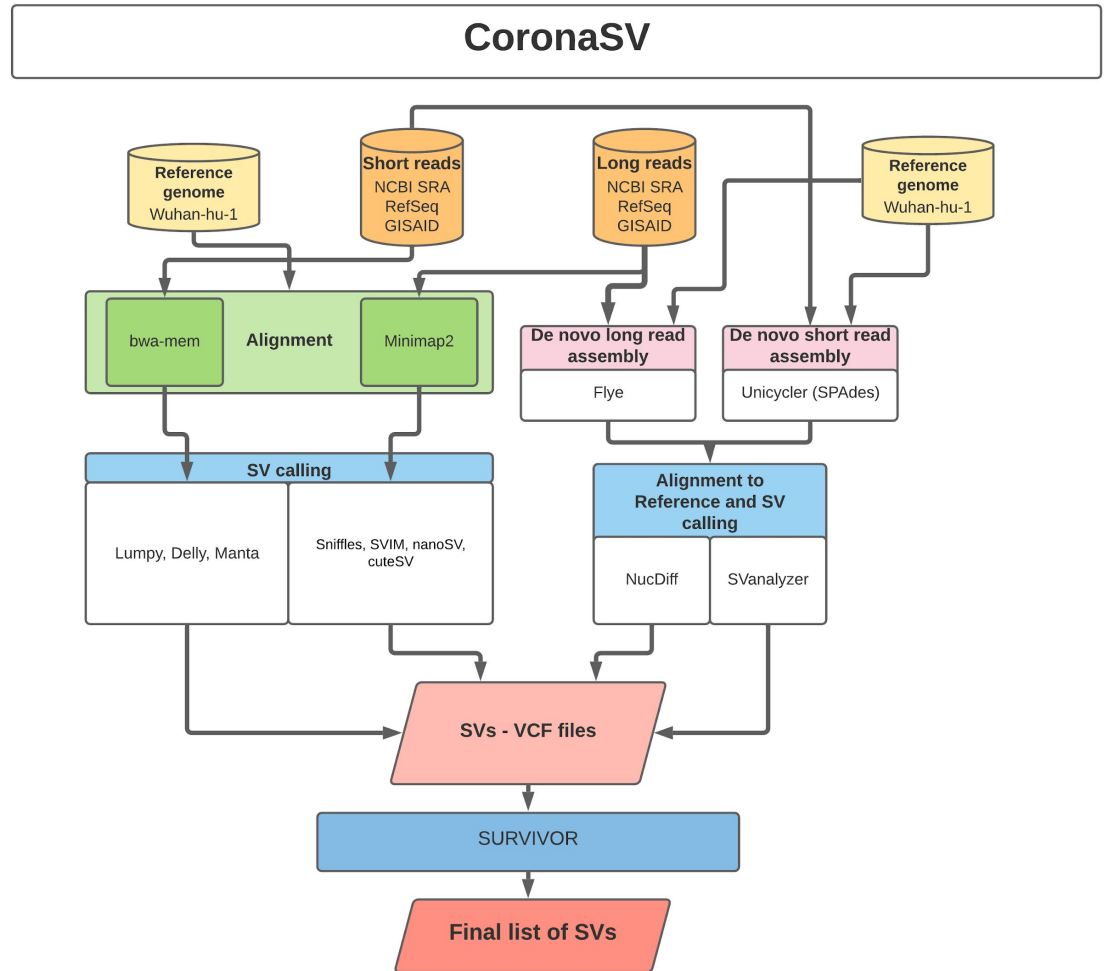 CoronaSV
Reference
genome
Wuhan-hu-1
Short reads
NCBI SRA
RefSeq
GISAID
Long reads
NCBI SRA
RefSeq
GISAID
Reference
genome
Wuhan-hu-1
bwa-mem
Alignment
Minimap2
De novo long read
assembly
Flye
De novo short read
assembly
Unicycler (SPAdes)
SV calling
Lumpy, Delly, Manta
Sniffles, SVIM, nanoSV,
cuteSV
Alignment to
Reference and SV
calling
NucDiff
SVanalyzer
SVs - VCF files
SURVIVOR
Final list of SVs